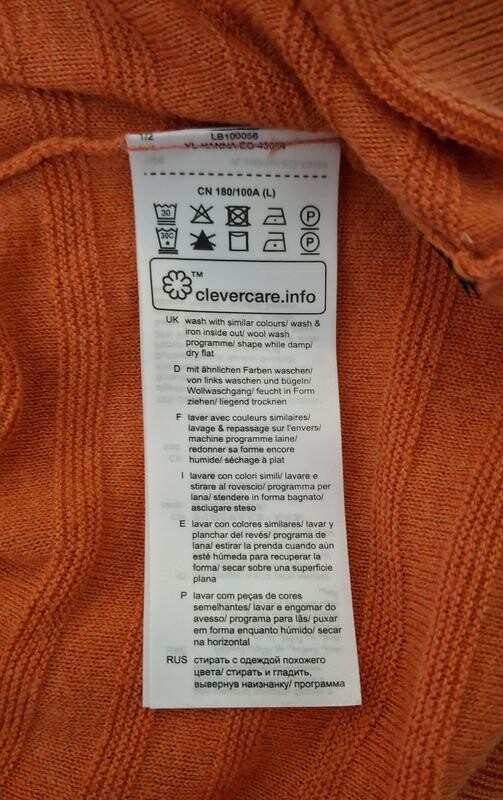 1/2
LB100056
CN 180/100A (L)
30 P
30C P
TM
clevercare.info
UK wash with similar colours/ wash &
iron inside out/ wool wash
programme/ shape while damp/
dry flat
D mit ähnlichen Farben waschen/
von links waschen und bügeln/
Wollwaschgang/ feucht in Form
ziehen/ liegend trocknen
F laver avec couleurs similaires/
lavage & repassage sur l'envers/
machine programme laine/
redonner sa forme encore
humide/ séchage à plat
I lavare con colori simili/ lavare e
stirare al rovescio/ programma per
lana/ stendere in forma bagnato/
asciugare steso
E lavar con colores similares/ lavar y
planchar del revés/ programa de
lana/ estirar la prenda cuando aún
esté húmeda para recuperar la
forma/ secar sobre una superficie
plana
P lavar com peças de cores
semelhantes/ lavar e engomar do
avesso/ programa para lãs/ puxar
em forma enquanto húmido/ secar
na horizontal
RUS стирать с одеждой похожего
цвета/ стирать и гладить,
вывернув наизнанку/ программа